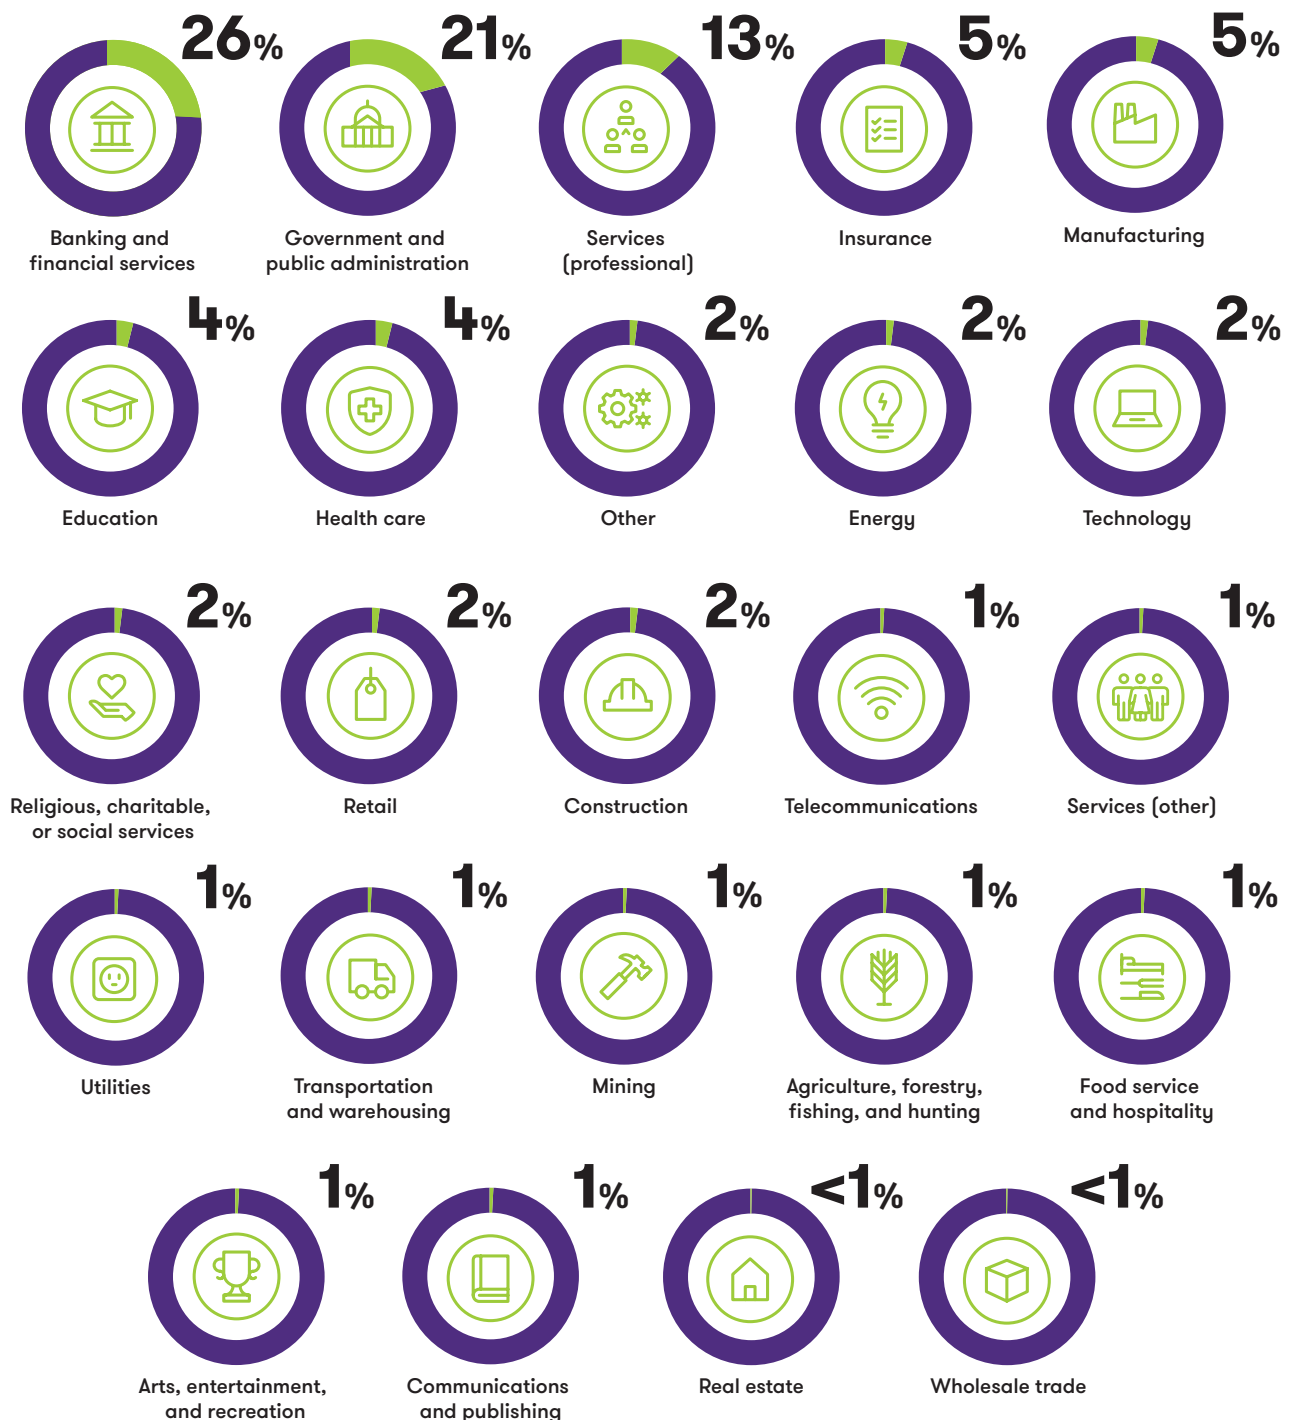 26%
Banking and
financial services
21%
Government and
public administration
13%
Services
(professional)
5%
Insurance
5%
Manufacturing
4%
Education
4%
Health care
2%
Other
2%
Energy
2%
Technology
2%
Religious, charitable,
or social services
2%
Retail
2%
Construction
1%
Telecommunications
1%
Services (other)
1%
Utilities
1%
Transportation
and warehousing
1%
Mining
1%
Agriculture, forestry,
fishing, and hunting
1%
Food service
and hospitality
1%
Arts, entertainment,
and recreation
1%
Communications
and publishing
<1%
Real estate
<1%
Wholesale trade